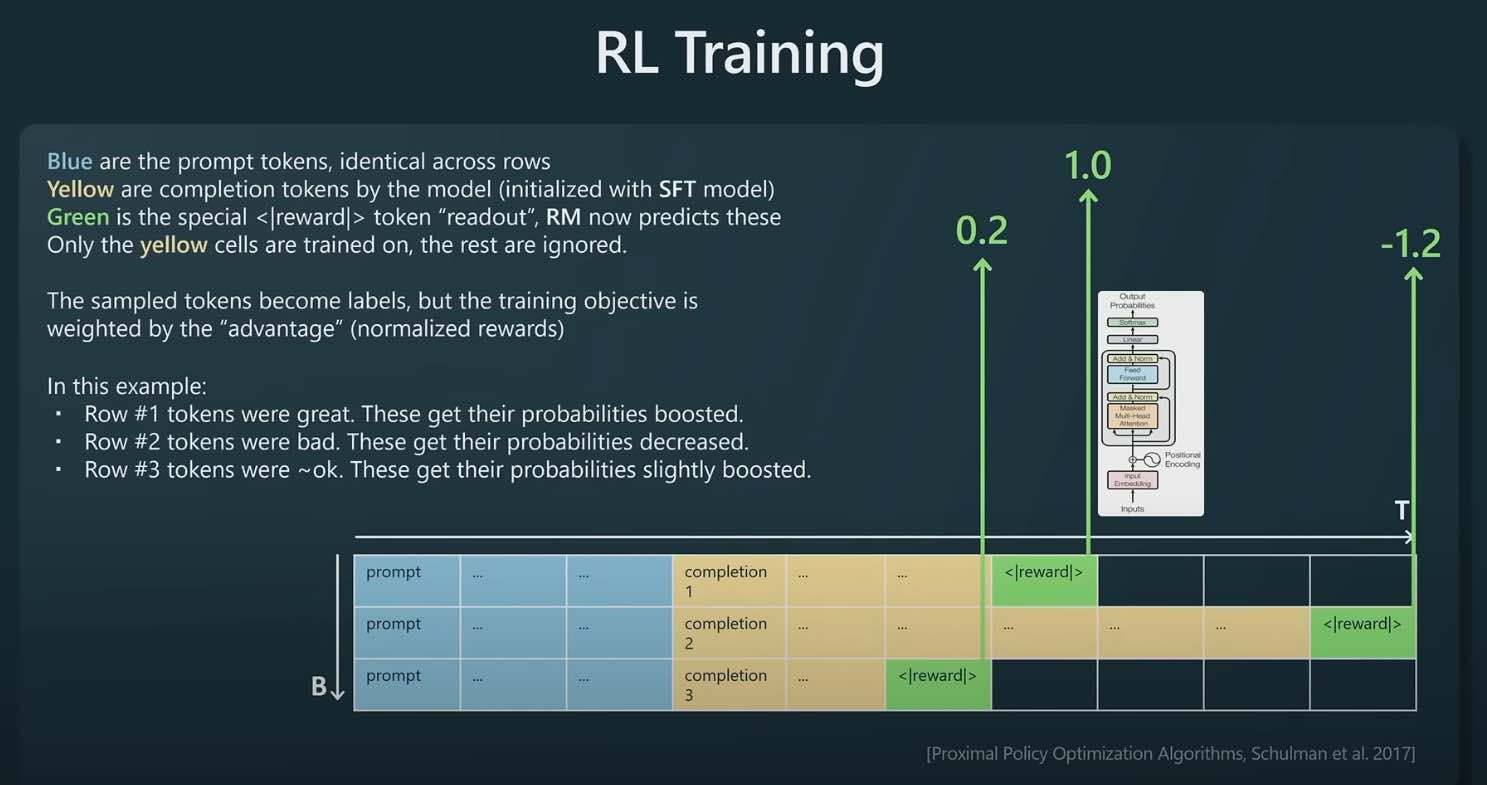 RL Training
Blue are the prompt tokens, identical across rows
Yellow are completion tokens by the model (initialized with SFT model)
Green is the special <|reward|> token “readout”, RM now predicts these
Only the yellow cells are trained on, the rest are ignored.
The sampled tokens become labels, but the training objective is
weighted by the “advantage” (normalized rewards)
In this example:
· Row #1 tokens were great. These get their probabilities boosted.
· Row #2 tokens were bad. These get their probabilities decreased.
· Row #3 tokens were ~ok. These get their probabilities slightly boosted.
0.2
1.0
-1.2
Output
Probabilities
Softmax
Linear
Add & Norm
Feed
Forward
Add & Norm
Masked
Multi-Head
Attention
Positional
Encoding
Input
Embedding
Inputs
T
B
prompt ... ... completion ... ... <|reward|>
1
prompt ... ... completion ... ... ... ... ... <|reward|>
2
prompt ... ... completion ... <|reward|>
3
[Proximal Policy Optimization Algorithms, Schulman et al. 2017]